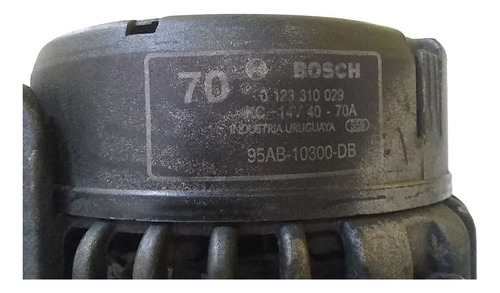 70 BOSCH
0 123 310 029
KC - 14V 40 - 70A
INDUSTRIA URUGUAYA
95AB-10300-DB